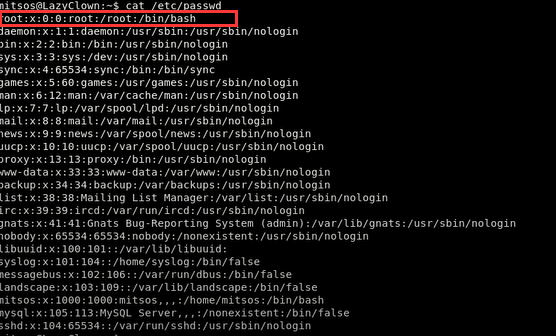 mitsos@LazyClown:~$ cat /etc/passwd
root:x:0:0:root:/root:/bin/bash
daemon:x:1:1:daemon:/usr/sbin:/usr/sbin/nologin
bin:x:2:2:bin:/bin:/usr/sbin/nologin
sys:x:3:3:sys:/dev:/usr/sbin/nologin
sync:x:4:65534:sync:/bin:/bin/sync
games:x:5:60:games:/usr/games:/usr/sbin/nologin
man:x:6:12:man:/var/cache/man:/usr/sbin/nologin
lp:x:7:7:lp:/var/spool/lpd:/usr/sbin/nologin
mail:x:8:8:mail:/var/mail:/usr/sbin/nologin
news:x:9:9:news:/var/spool/news:/usr/sbin/nologin
uucp:x:10:10:uucp:/var/spool/uucp:/usr/sbin/nologin
proxy:x:13:13:proxy:/bin:/usr/sbin/nologin
www-data:x:33:33:www-data:/var/www:/usr/sbin/nologin
backup:x:34:34:backup:/var/backups:/usr/sbin/nologin
list:x:38:38:Mailing List Manager:/var/list:/usr/sbin/nologin
irc:x:39:39:ircd:/var/run/ircd:/usr/sbin/nologin
gnats:x:41:41:Gnats Bug-Reporting System (admin):/var/lib/gnats:/usr/sbin/nologin
nobody:x:65534:65534:nobody:/nonexistent:/usr/sbin/nologin
libuuid:x:100:101::/var/lib/libuuid:
syslog:x:101:104::/home/syslog:/bin/false
messagebus:x:102:106::/var/run/dbus:/bin/false
landscape:x:103:109::/var/lib/landscape:/bin/false
mitsos:x:1000:1000:mitsos,,,:/home/mitsos:/bin/bash
mysql:x:105:113:MySQL Server,,,:/nonexistent:/bin/false
sshd:x:104:65534::/var/run/sshd:/usr/sbin/nologin